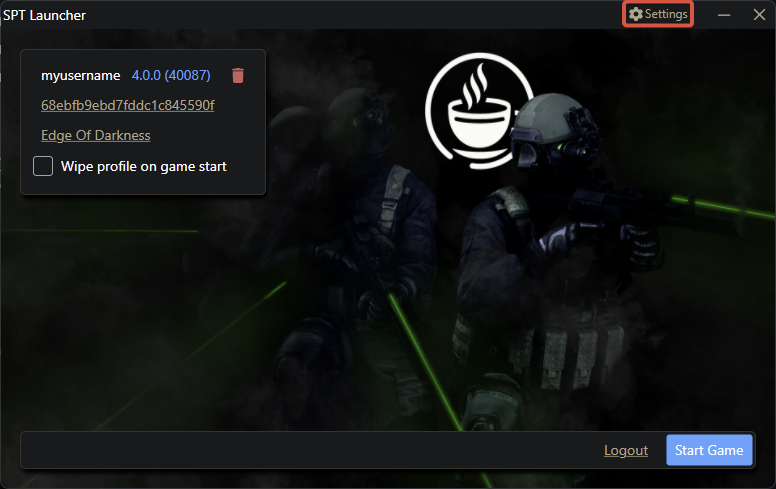 SPT Launcher
Settings
myusername 4.0.0 (40087)
68ebfb9ebd7fddc1c845590f
Edge Of Darkness
Wipe profile on game start
Logout
Start Game